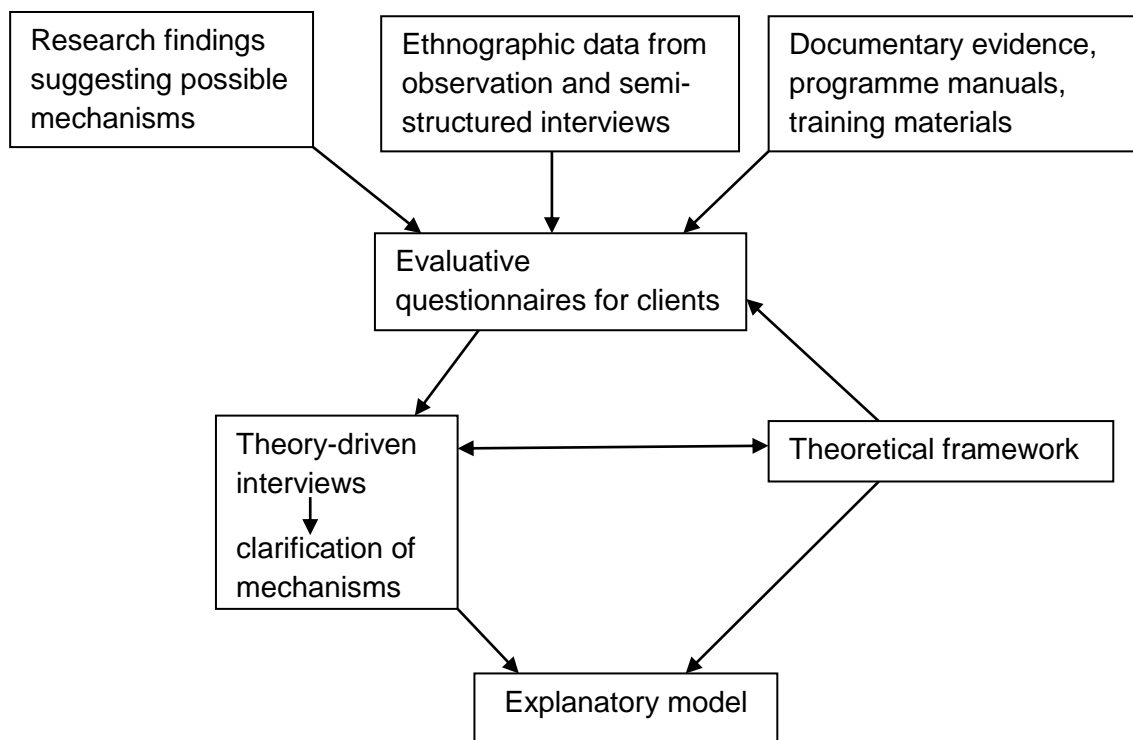 Research findings
suggesting possible
mechanisms
Ethnographic data from
observation and semi-
structured interviews
Documentary evidence,
programme manuals,
training materials
Evaluative
questionnaires for clients
Theory-driven
interviews
clarification of
mechanisms
Theoretical framework
Explanatory model